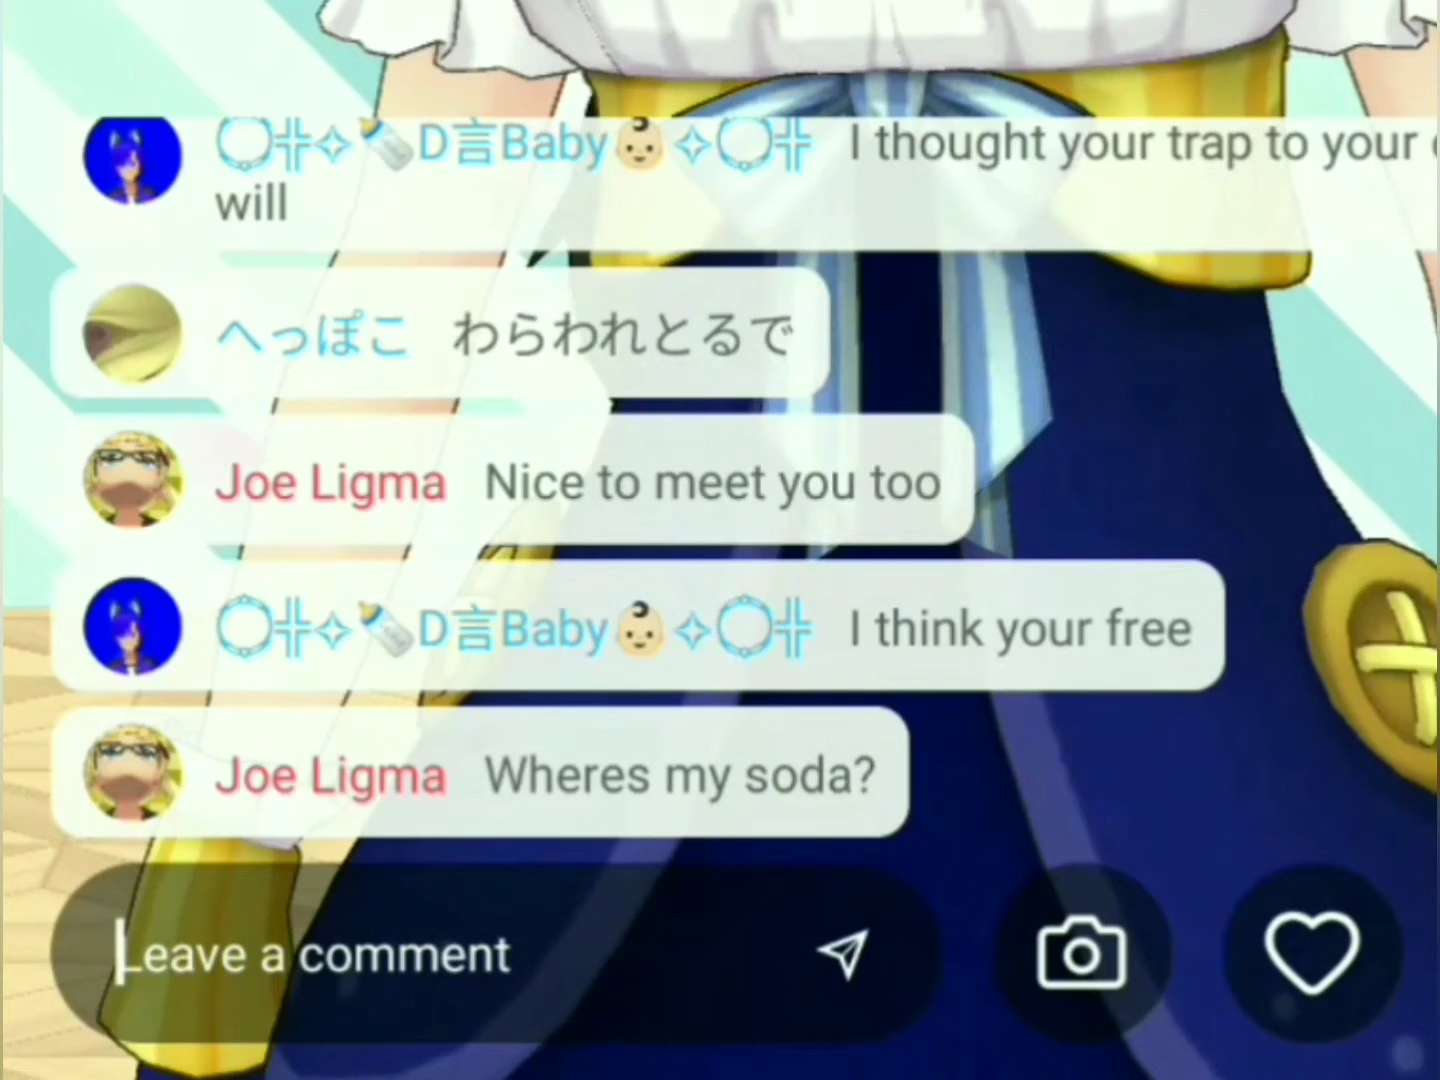 D言Baby👶✧◯╬ I thought your trap to your
will
へっぽこ わらわれとるで
Joe Ligma Nice to meet you too
◯╬✧🍼D言Baby👶✧◯╬ I think your free
Joe Ligma Wheres my soda?
Leave a comment